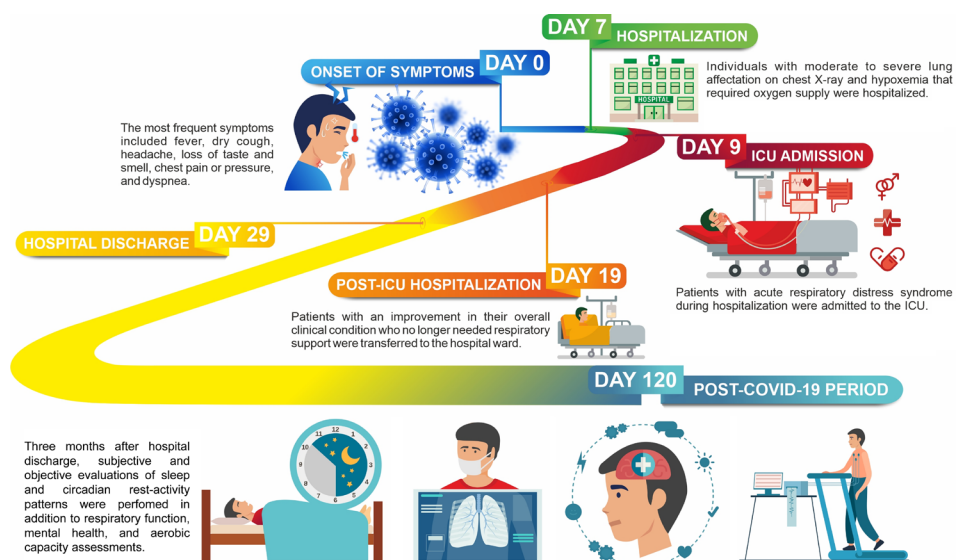 DAY 7
HOSPITALIZATION
Individuals with moderate to severe lung
affectation on chest X-ray and hypoxemia that
required oxygen supply were hospitalized.
HOSPITAL
ONSET OF SYMPTOMS
DAY 0
The most frequent symptoms
included fever, dry cough,
headache, loss of taste and
smell, chest pain or pressure,
and dyspnea.
DAY 9
ICU ADMISSION
Patients with acute respiratory distress syndrome
during hospitalization were admitted to the ICU.
HOSPITAL DISCHARGE
DAY 29
POST-ICU HOSPITALIZATION
DAY 19
Patients with an improvement in their overall
clinical condition who no longer needed respiratory
support were transferred to the hospital ward.
DAY 120
POST-COVID-19 PERIOD
Three months after hospital
discharge, subjective and
objective evaluations of sleep
and circadian rest-activity
patterns were perfomed in
addition to respiratory function,
mental health, and aerobic
capacity assessments.
12
1
2
3
4
5
6
7
8
9
10
11